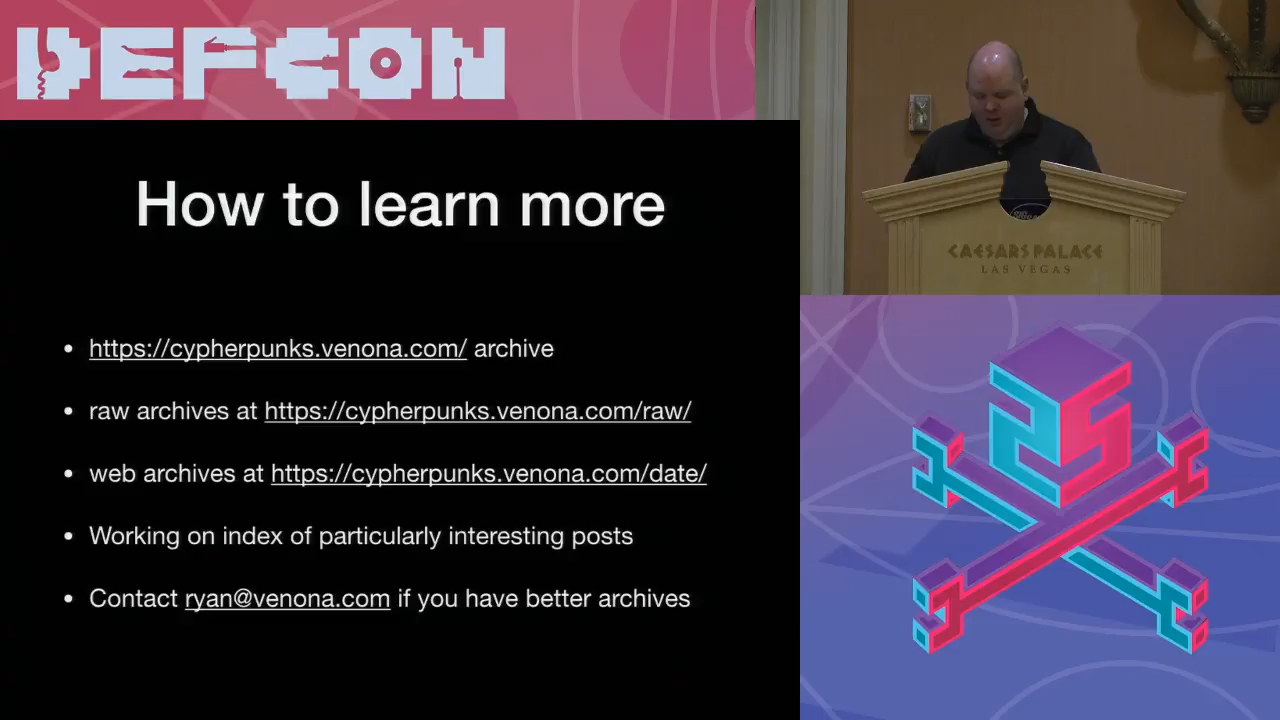 DEFCON
How to learn more
• https://cypherpunks.venona.com/ archive
• raw archives at https://cypherpunks.venona.com/raw/
• web archives at https://cypherpunks.venona.com/date/
• Working on index of particularly interesting posts
• Contact ryan@venona.com if you have better archives
CAESARS PALACE
LAS VEGAS
25